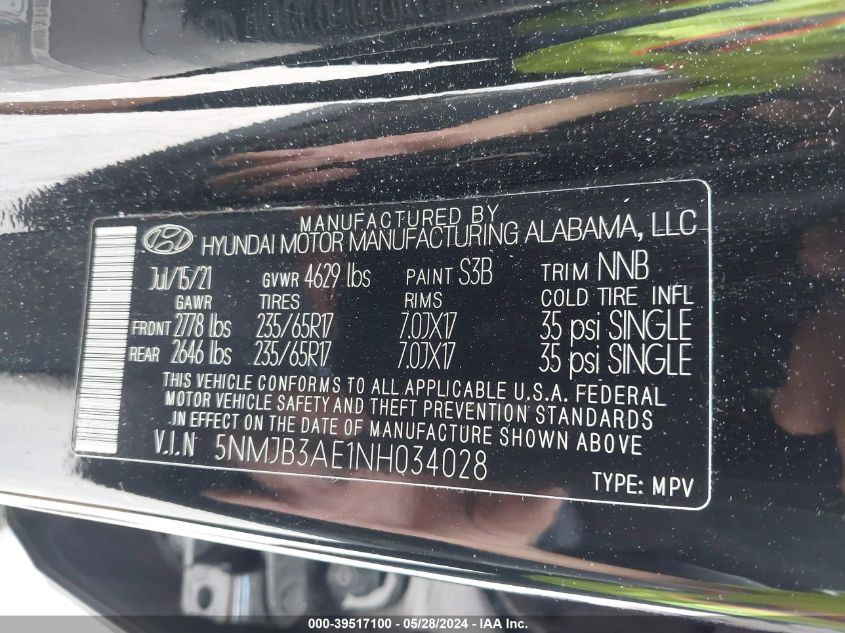 MANUFACTURED BY
HYUNDAI MOTOR MANUFACTURING ALABAMA, LLC
Jul/15/21 GVWR 4629 lbs PAINT S3B TRIM NNB
GAWR TIRES RIMS COLD TIRE INFL
FRONT 2778 lbs 235/65R17 7.0JX17 35 psi SINGLE
REAR 2646 lbs 235/65R17 7.0JX17 35 psi SINGLE
THIS VEHICLE CONFORMS TO ALL APPLICABLE U.S.A. FEDERAL
MOTOR VEHICLE SAFETY AND THEFT PREVENTION STANDARDS
IN EFFECT ON THE DATE OF MANUFACTURE SHOWN ABOVE
V.I.N 5NMJB3AE1NH034028
TYPE: MPV
000-39517100 - 05/28/2024 - IAAI.com